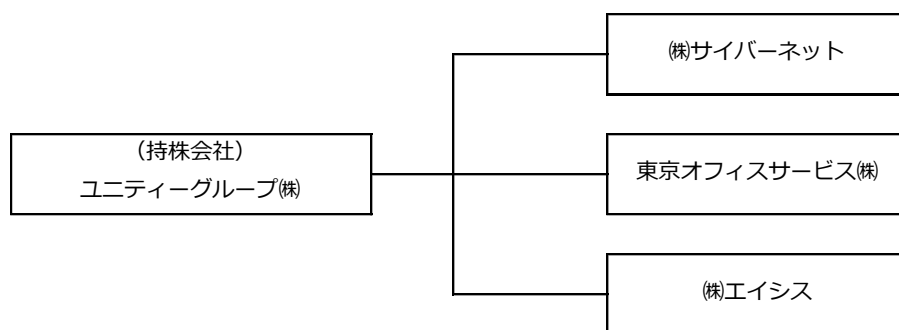 ㈱サイバーネット
（持株会社）
ユニティーグループ㈱
東京オフィスサービス㈱
㈱エイシス